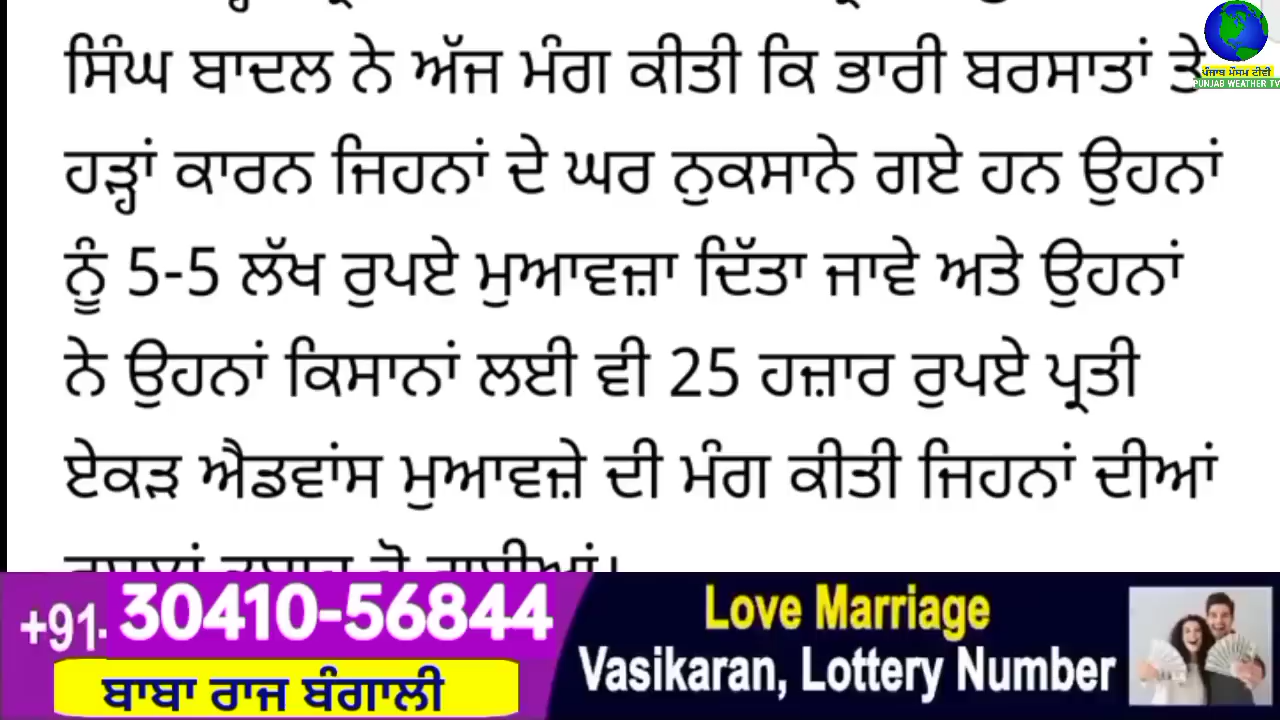 ਸਿੰਘ ਬਾਦਲ ਨੇ ਅੱਜ ਮੰਗ ਕੀਤੀ ਕਿ ਭਾਰੀ ਬਰਸਾਤਾਂ ਤੇ
ਹੜ੍ਹਾਂ ਕਾਰਨ ਜਿਹਨਾਂ ਦੇ ਘਰ ਨੁਕਸਾਨੇ ਗਏ ਹਨ ਉਹਨਾਂ
ਨੂੰ 5-5 ਲੱਖ ਰੁਪਏ ਮੁਆਵਜ਼ਾ ਦਿੱਤਾ ਜਾਵੇ ਅਤੇ ਉਹਨਾਂ
ਨੇ ਉਹਨਾਂ ਕਿਸਾਨਾਂ ਲਈ ਵੀ 25 ਹਜ਼ਾਰ ਰੁਪਏ ਪ੍ਰਤੀ
ਏਕੜ ਐਡਵਾਂਸ ਮੁਆਵਜ਼ੇ ਦੀ ਮੰਗ ਕੀਤੀ ਜਿਹਨਾਂ ਦੀਆਂ
ਪੰਜਾਬ ਮੌਸਮ ਟੀਵੀ
PUNJAB WEATHER TV
+91-30410-56844
ਬਾਬਾ ਰਾਜ ਬੰਗਾਲੀ
Love Marriage
Vasikaran, Lottery Number